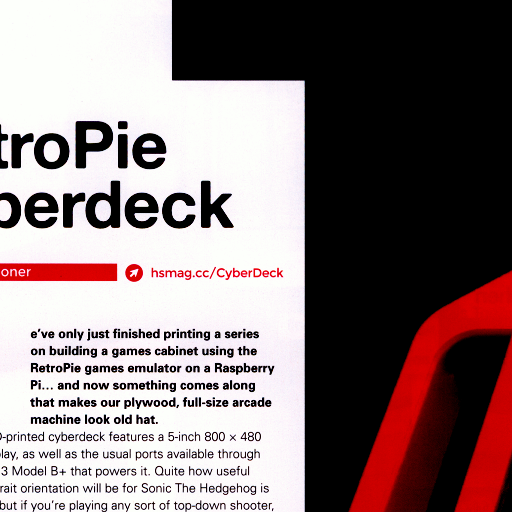 troPie
berdeck
oner
hsmag.cc/CyberDeck
e've only just finished printing a series
on building a games cabinet using the
RetroPie games emulator on a Raspberry
Pi... and now something comes along
that makes our plywood, full-size arcade
machine look old hat.
D-printed cyberdeck features a 5-inch 800 × 480
lay, as well as the usual ports available through
3 Model B+ that powers it. Quite how useful
rait orientation will be for Sonic The Hedgehog is
but if you're playing any sort of top-down shooter,